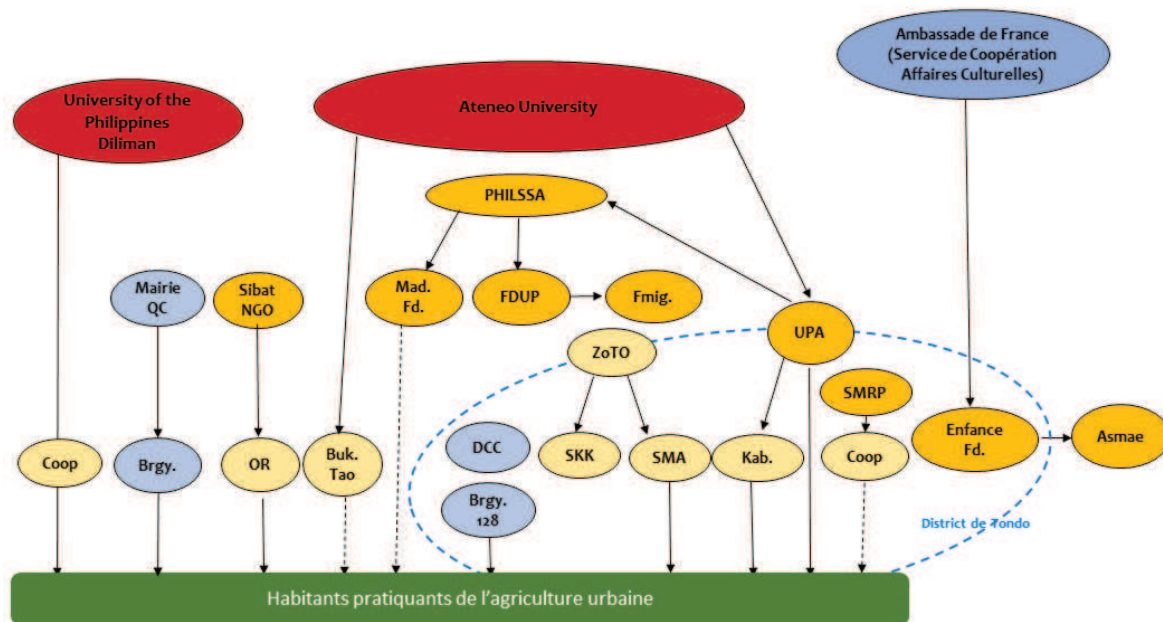 Ambassade de France
(Service de Coopération
Affaires Culturelles)
University of the
Philippines
Diliman
Ateneo University
PHILSSA
Mairie
QC
Sibat
NGO
Mad.
Fd.
FDUP
Fmig.
UPA
ZoTO
SMRP
Enfance
Fd.
Asmae
Coop
Brgy.
OR
Buk.
Tao
DCC
SKK
SMA
Kab.
Coop
Brgy.
128
District de Tondo
Habitants pratiquants de l'agriculture urbaine